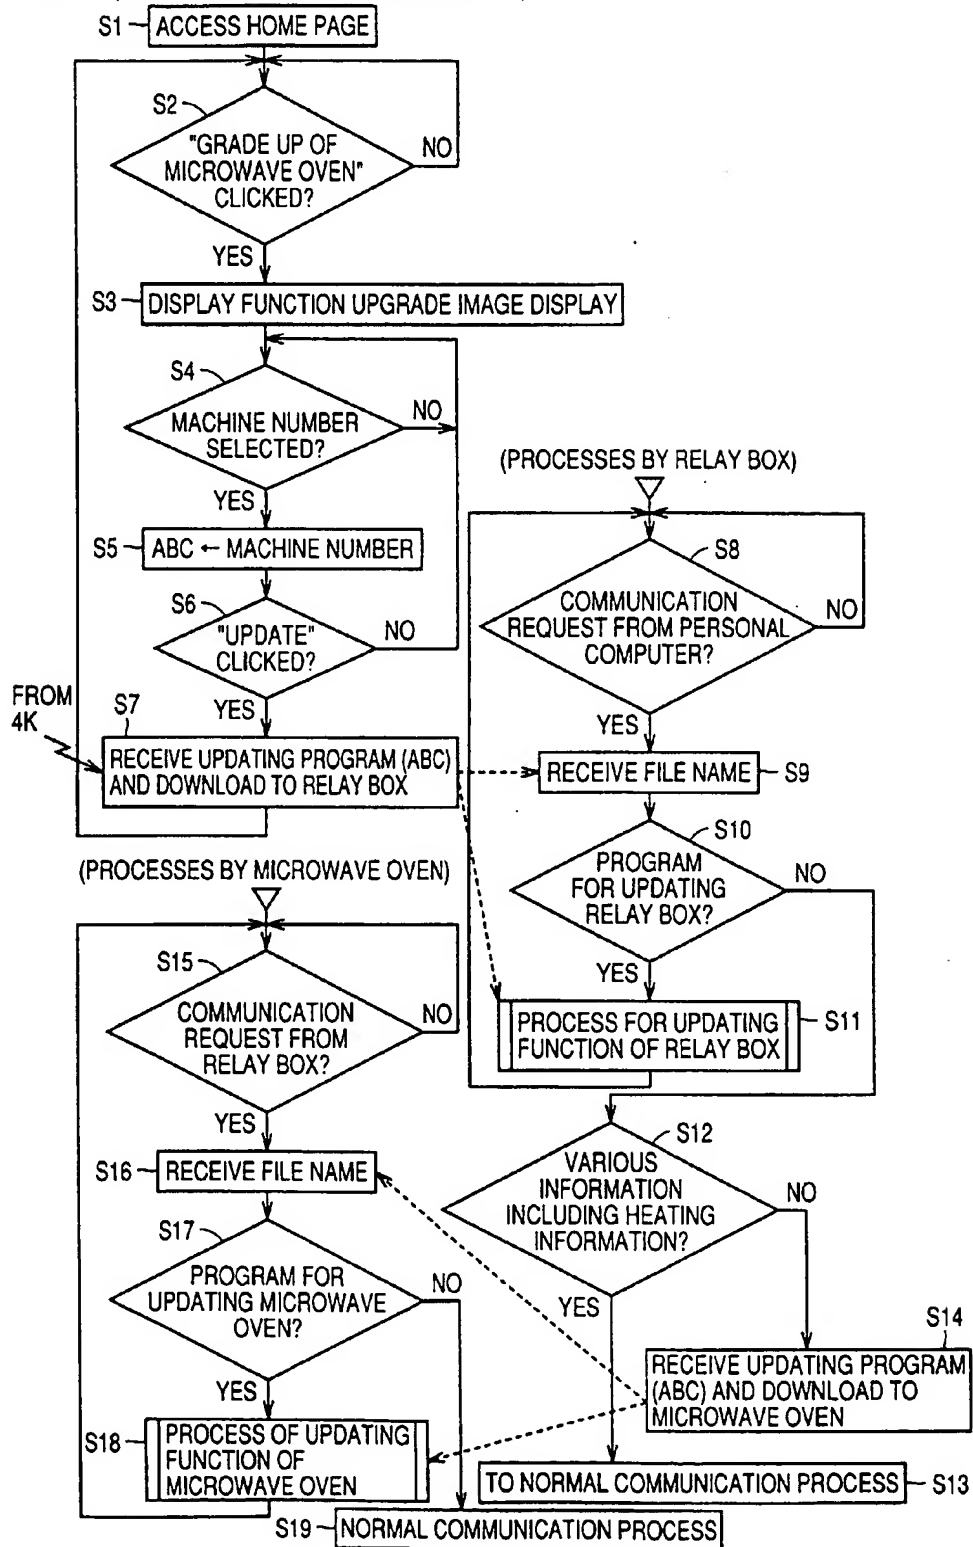 S1
ACCESS HOME PAGE
S2
"GRADE UP OF
MICROWAVE OVEN"
CLICKED?
NO
YES
S3
DISPLAY FUNCTION UPGRADE IMAGE DISPLAY
S4
MACHINE NUMBER
SELECTED?
NO
YES
S5
ABC ← MACHINE NUMBER
S6
"UPDATE"
CLICKED?
NO
YES
FROM
4K
S7
RECEIVE UPDATING PROGRAM (ABC)
AND DOWNLOAD TO RELAY BOX
(PROCESSES BY RELAY BOX)
S8
COMMUNICATION
REQUEST FROM PERSONAL
COMPUTER?
NO
YES
RECEIVE FILE NAME
S9
S10
PROGRAM
FOR UPDATING
RELAY BOX?
NO
YES
PROCESS FOR UPDATING
FUNCTION OF RELAY BOX
S11
S12
VARIOUS
INFORMATION
INCLUDING HEATING
INFORMATION?
NO
YES
S14
RECEIVE UPDATING PROGRAM
(ABC) AND DOWNLOAD TO
MICROWAVE OVEN
TO NORMAL COMMUNICATION PROCESS
S13
(PROCESSES BY MICROWAVE OVEN)
S15
COMMUNICATION
REQUEST FROM
RELAY BOX?
NO
YES
S16
RECEIVE FILE NAME
S17
PROGRAM FOR
UPDATING MICROWAVE
OVEN?
NO
YES
S18
PROCESS OF UPDATING
FUNCTION OF
MICROWAVE OVEN
S19
NORMAL COMMUNICATION PROCESS